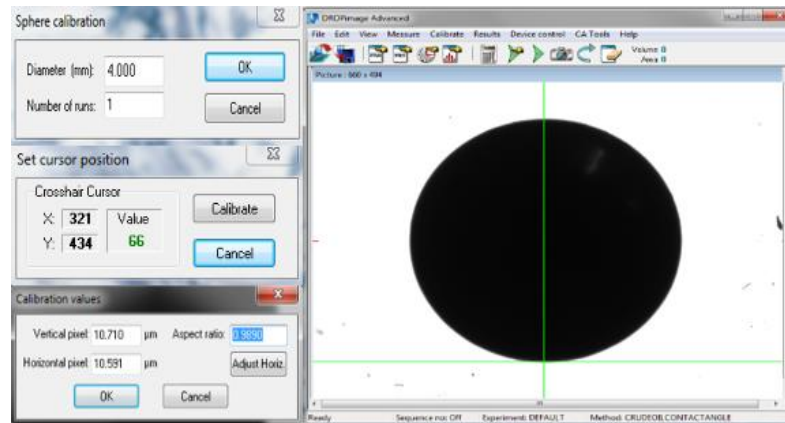 Sphere calibration
Diameter (mm): 4.000
OK
Number of runs: 1
Cancel
Set cursor position
Crosshair Cursor
X: 321 Value
Y: 434 66
Calibrate
Cancel
Calibration values
Vertical pixel: 10.710 µm Aspect ratio: 0.9890
Horizontal pixel: 10.591 µm Adjust Horiz.
OK Cancel
DROPimage Advanced
File Edit View Measure Calibrate Results Device control CA Tools Help
Volume 0
Area 0
Picture : 660 x 494
Ready Sequence no: Off Experiment: DEFAULT Method: CRUDEOILCONTACTANGLE